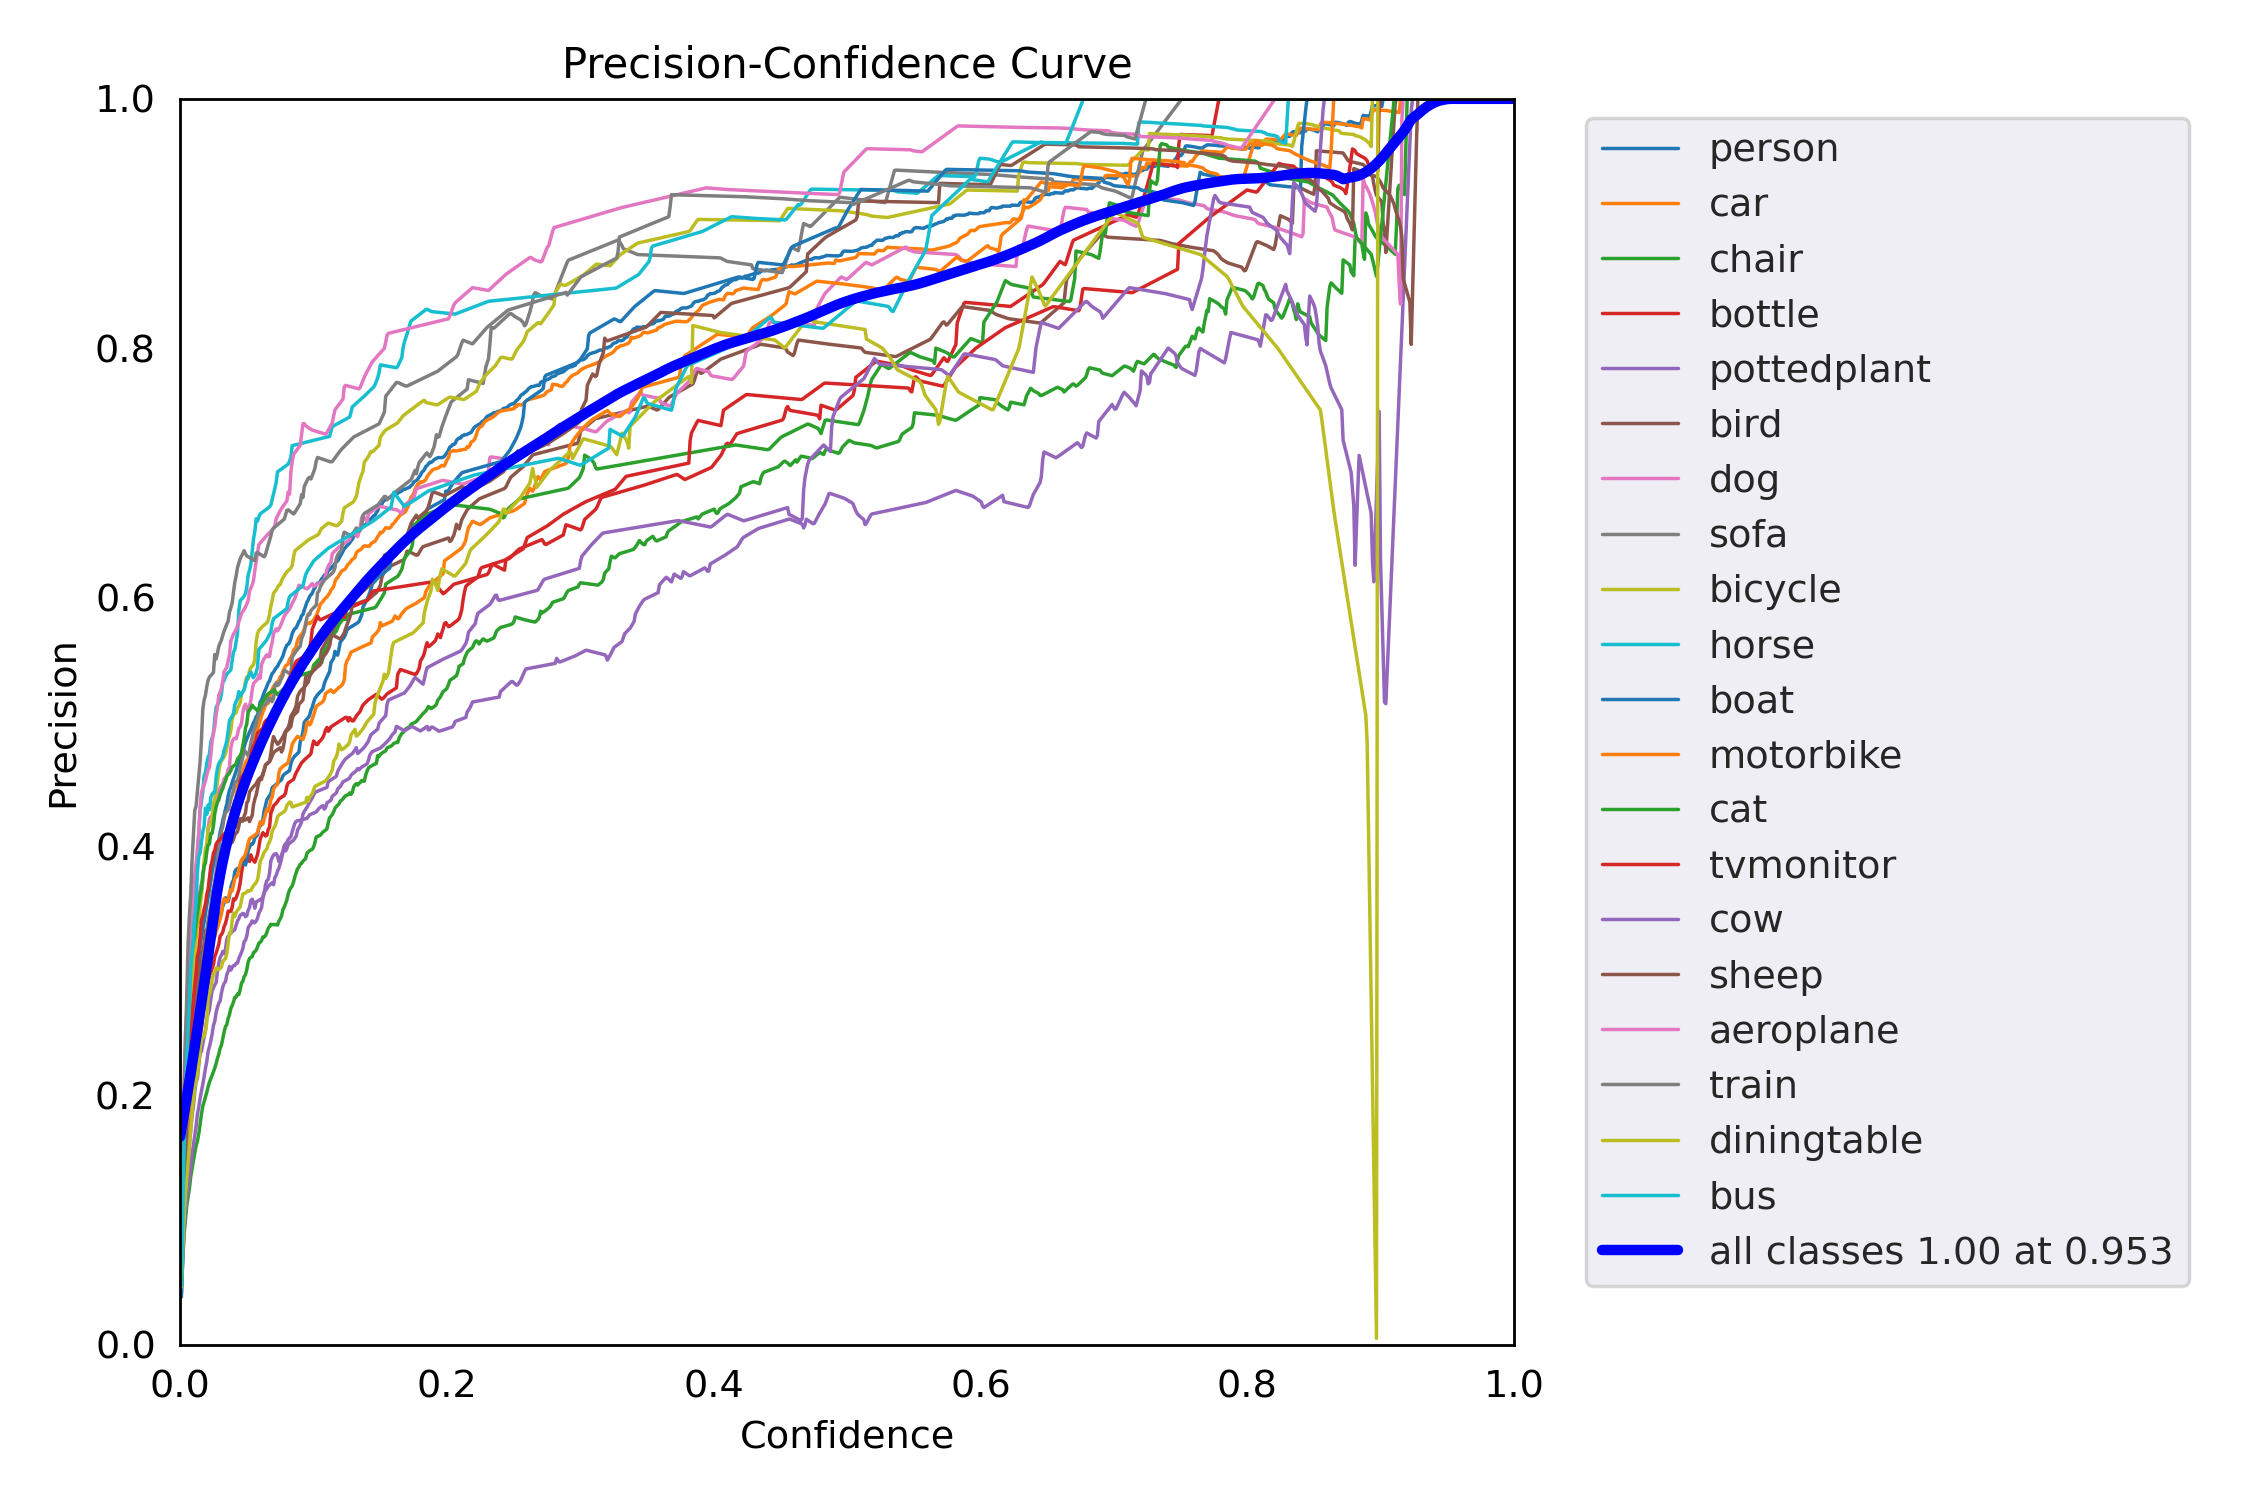 Precision-Confidence Curve
1.0
0.8
0.6
0.4
0.2
0.0
Precision
0.0 0.2 0.4 0.6 0.8 1.0
Confidence
person
car
chair
bottle
pottedplant
bird
dog
sofa
bicycle
horse
boat
motorbike
cat
tvmonitor
cow
sheep
aeroplane
train
diningtable
bus
all classes 1.00 at 0.953